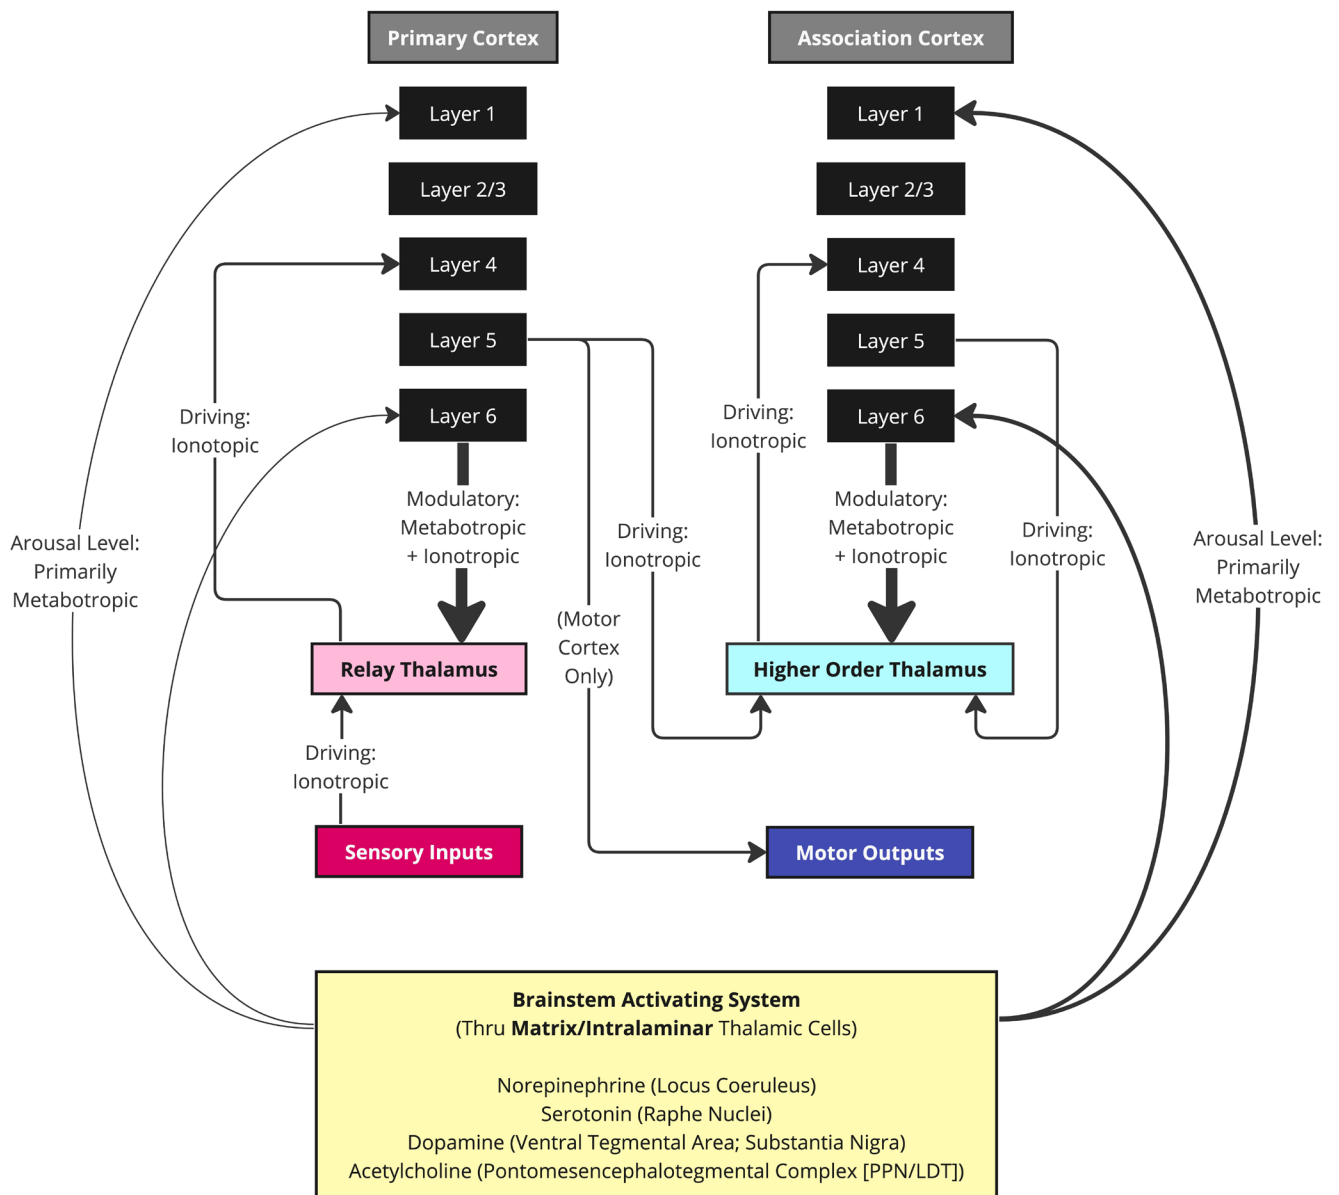 Primary Cortex
Association Cortex
Layer 1
Layer 1
Layer 2/3
Layer 2/3
Layer 4
Layer 4
Layer 5
Layer 5
Layer 6
Layer 6
Driving:
Ionotopic
Driving:
Ionotropic
Modulatory:
Metabotropic
+ Ionotropic
Modulatory:
Metabotropic
+ Ionotropic
Arousal Level:
Primarily
Metabotropic
Driving:
Ionotropic
Driving:
Ionotropic
Arousal Level:
Primarily
Metabotropic
(Motor
Cortex
Only)
Relay Thalamus
Higher Order Thalamus
Driving:
Ionotropic
Sensory Inputs
Motor Outputs
Brainstem Activating System
(Thru Matrix/Intralaminar Thalamic Cells)
Norepinephrine (Locus Coeruleus)
Serotonin (Raphe Nuclei)
Dopamine (Ventral Tegmental Area; Substantia Nigra)
Acetylcholine (Pontomesencephalotegmental Complex [PPN/LDT])